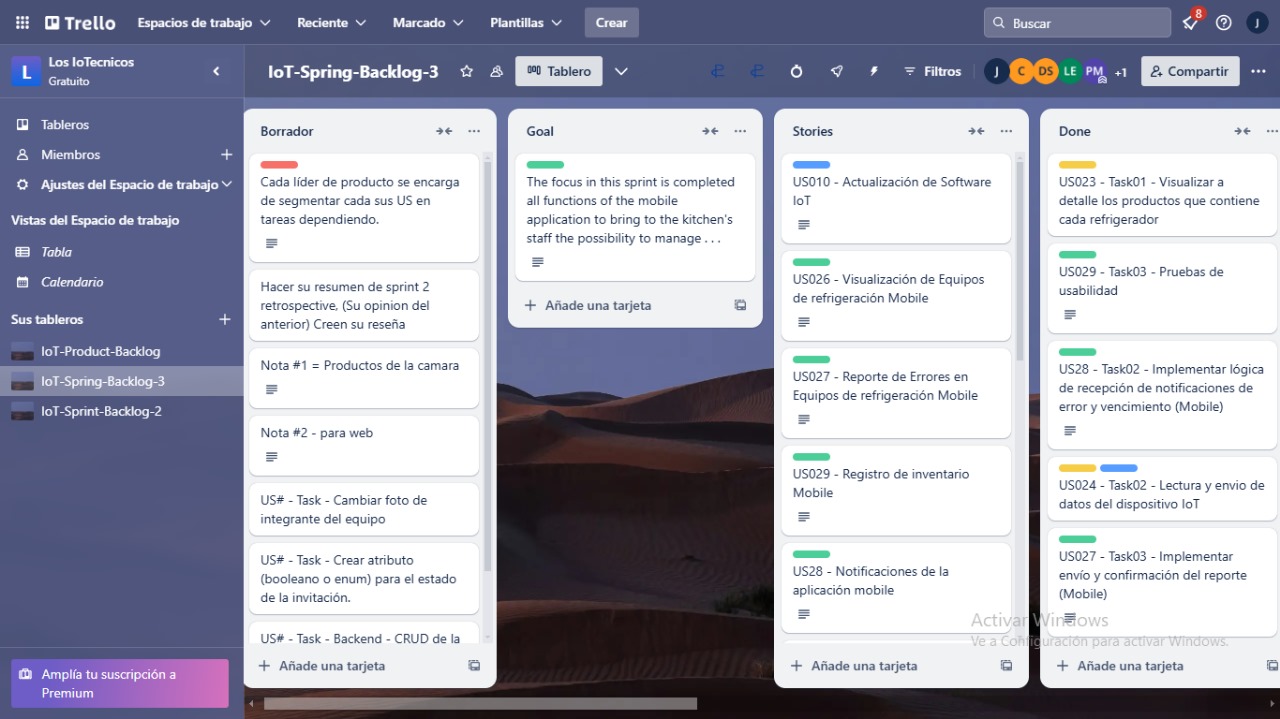 Trello
Espacios de trabajo
Reciente
Marcado
Plantillas
Crear
Buscar
8
J
L
Los IoTecnicos
Gratuito
IoT-Spring-Backlog-3
Tablero
Filtros
J
C
DS
LE
PM
+1
Compartir
Tableros
Miembros
Ajustes del Espacio de trabajo
Vistas del Espacio de trabajo
Tabla
Calendario
Sus tableros
IoT-Product-Backlog
IoT-Spring-Backlog-3
IoT-Sprint-Backlog-2
Amplía tu suscripción a
Premium
Borrador
Cada líder de producto se encarga
de segmentar cada sus US en
tareas dependiendo.
Hacer su resumen de sprint 2
retrospective, (Su opinion del
anterior) Creen su reseña
Nota #1 = Productos de la camara
Nota #2 - para web
US# - Task - Cambiar foto de
integrante del equipo
US# - Task - Crear atributo
(booleano o enum) para el estado
de la invitación.
US# - Task - Backend - CRUD de la
Añade una tarjeta
Goal
The focus in this sprint is completed
all functions of the mobile
application to bring to the kitchen's
staff the possibility to manage . . .
Añade una tarjeta
Stories
US010 - Actualización de Software
IoT
US026 - Visualización de Equipos
de refrigeración Mobile
US027 - Reporte de Errores en
Equipos de refrigeración Mobile
US029 - Registro de inventario
Mobile
US28 - Notificaciones de la
aplicación mobile
Añade una tarjeta
Done
US023 - Task01 - Visualizar a
detalle los productos que contiene
cada refrigerador
US029 - Task03 - Pruebas de
usabilidad
US28 - Task02 - Implementar lógica
de recepción de notificaciones de
error y vencimiento (Mobile)
US024 - Task02 - Lectura y envio de
datos del dispositivo IoT
US027 - Task03 - Implementar
envío y confirmación del reporte
(Mobile)
Añade una tarjeta
Activar Windows
Ve a Configuración para activar Windows.